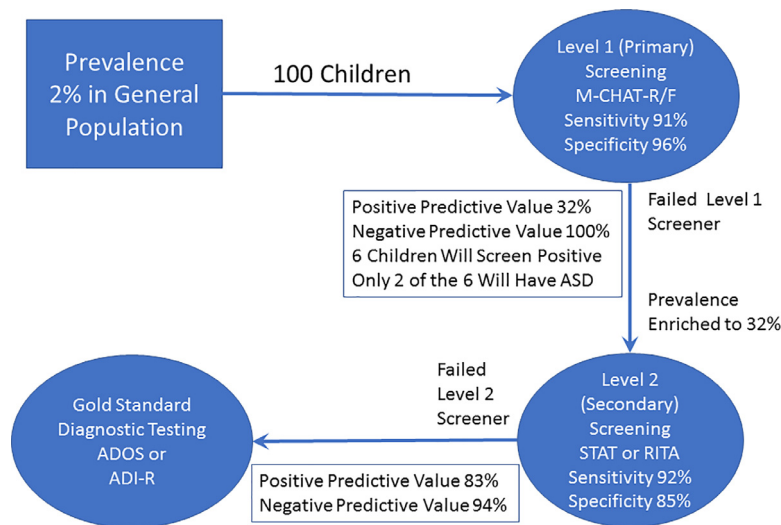 Prevalence
2% in General
Population
100 Children
Level 1 (Primary)
Screening
M-CHAT-R/F
Sensitivity 91%
Specificity 96%
Positive Predictive Value 32%
Negative Predictive Value 100%
6 Children Will Screen Positive
Only 2 of the 6 Will Have ASD
Failed Level 1
Screener
Prevalence
Enriched to 32%
Level 2
(Secondary)
Screening
STAT or RITA
Sensitivity 92%
Specificity 85%
Failed
Level 2
Screener
Positive Predictive Value 83%
Negative Predictive Value 94%
Gold Standard
Diagnostic Testing
ADOS or
ADI-R